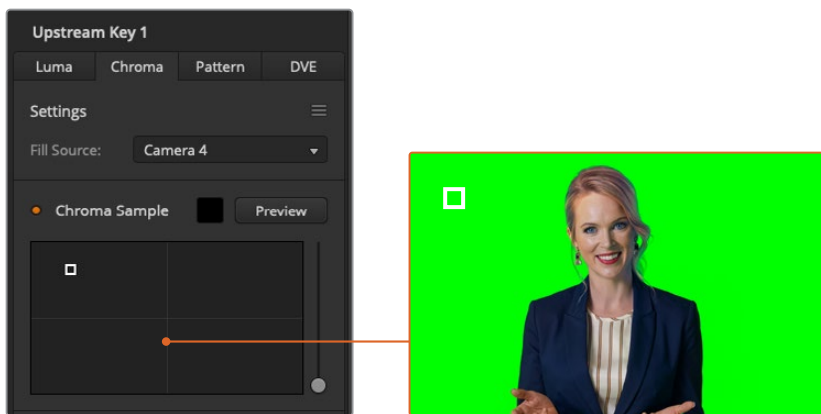 Upstream Key 1
Luma Chroma Pattern DVE
Settings
Fill Source: Camera 4
Chroma Sample Preview